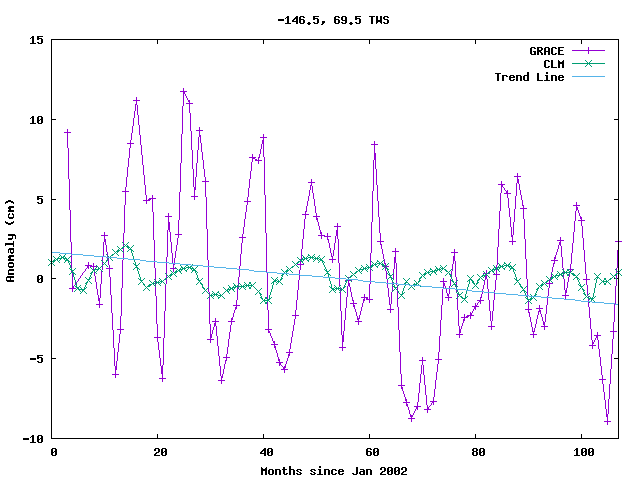 -146.5, 69.5 TWS
15
GRACE
CLM
Trend Line
10
5
0
-5
-10
Anomaly (cm)
0 20 40 60 80 100
Months since Jan 2002